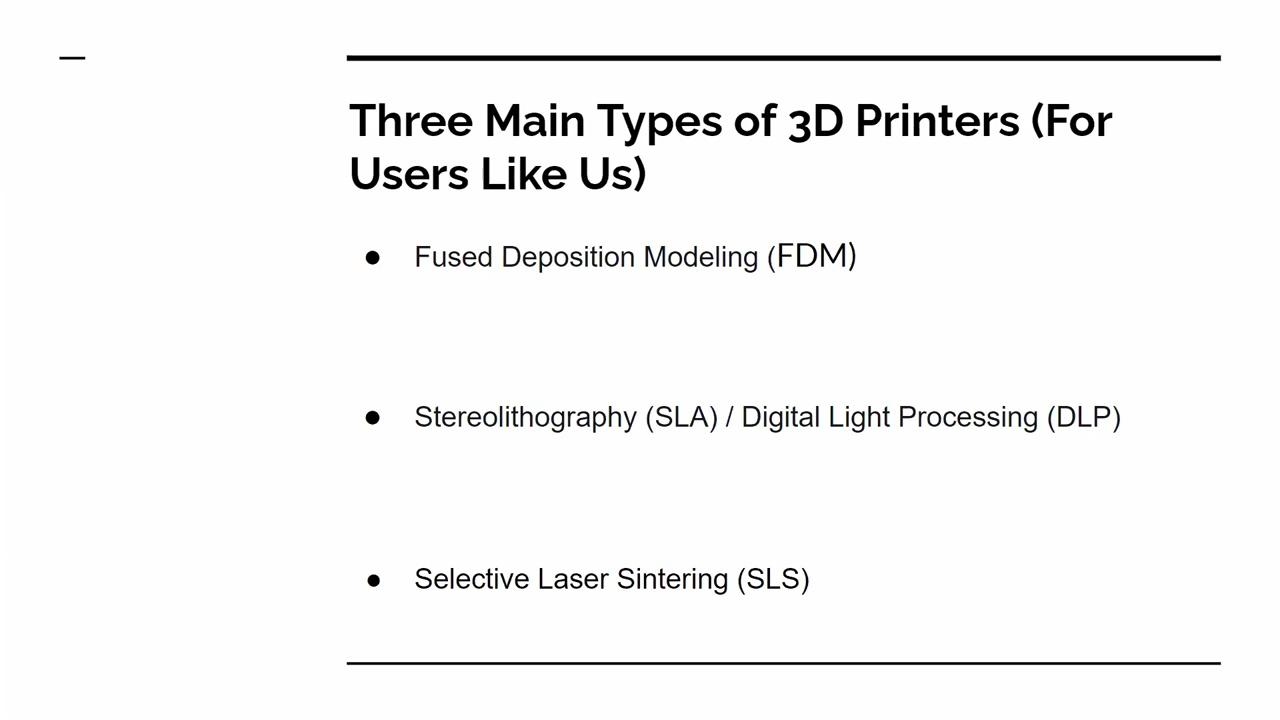 Three Main Types of 3D Printers (For
Users Like Us)
● Fused Deposition Modeling (FDM)
● Stereolithography (SLA) / Digital Light Processing (DLP)
● Selective Laser Sintering (SLS)